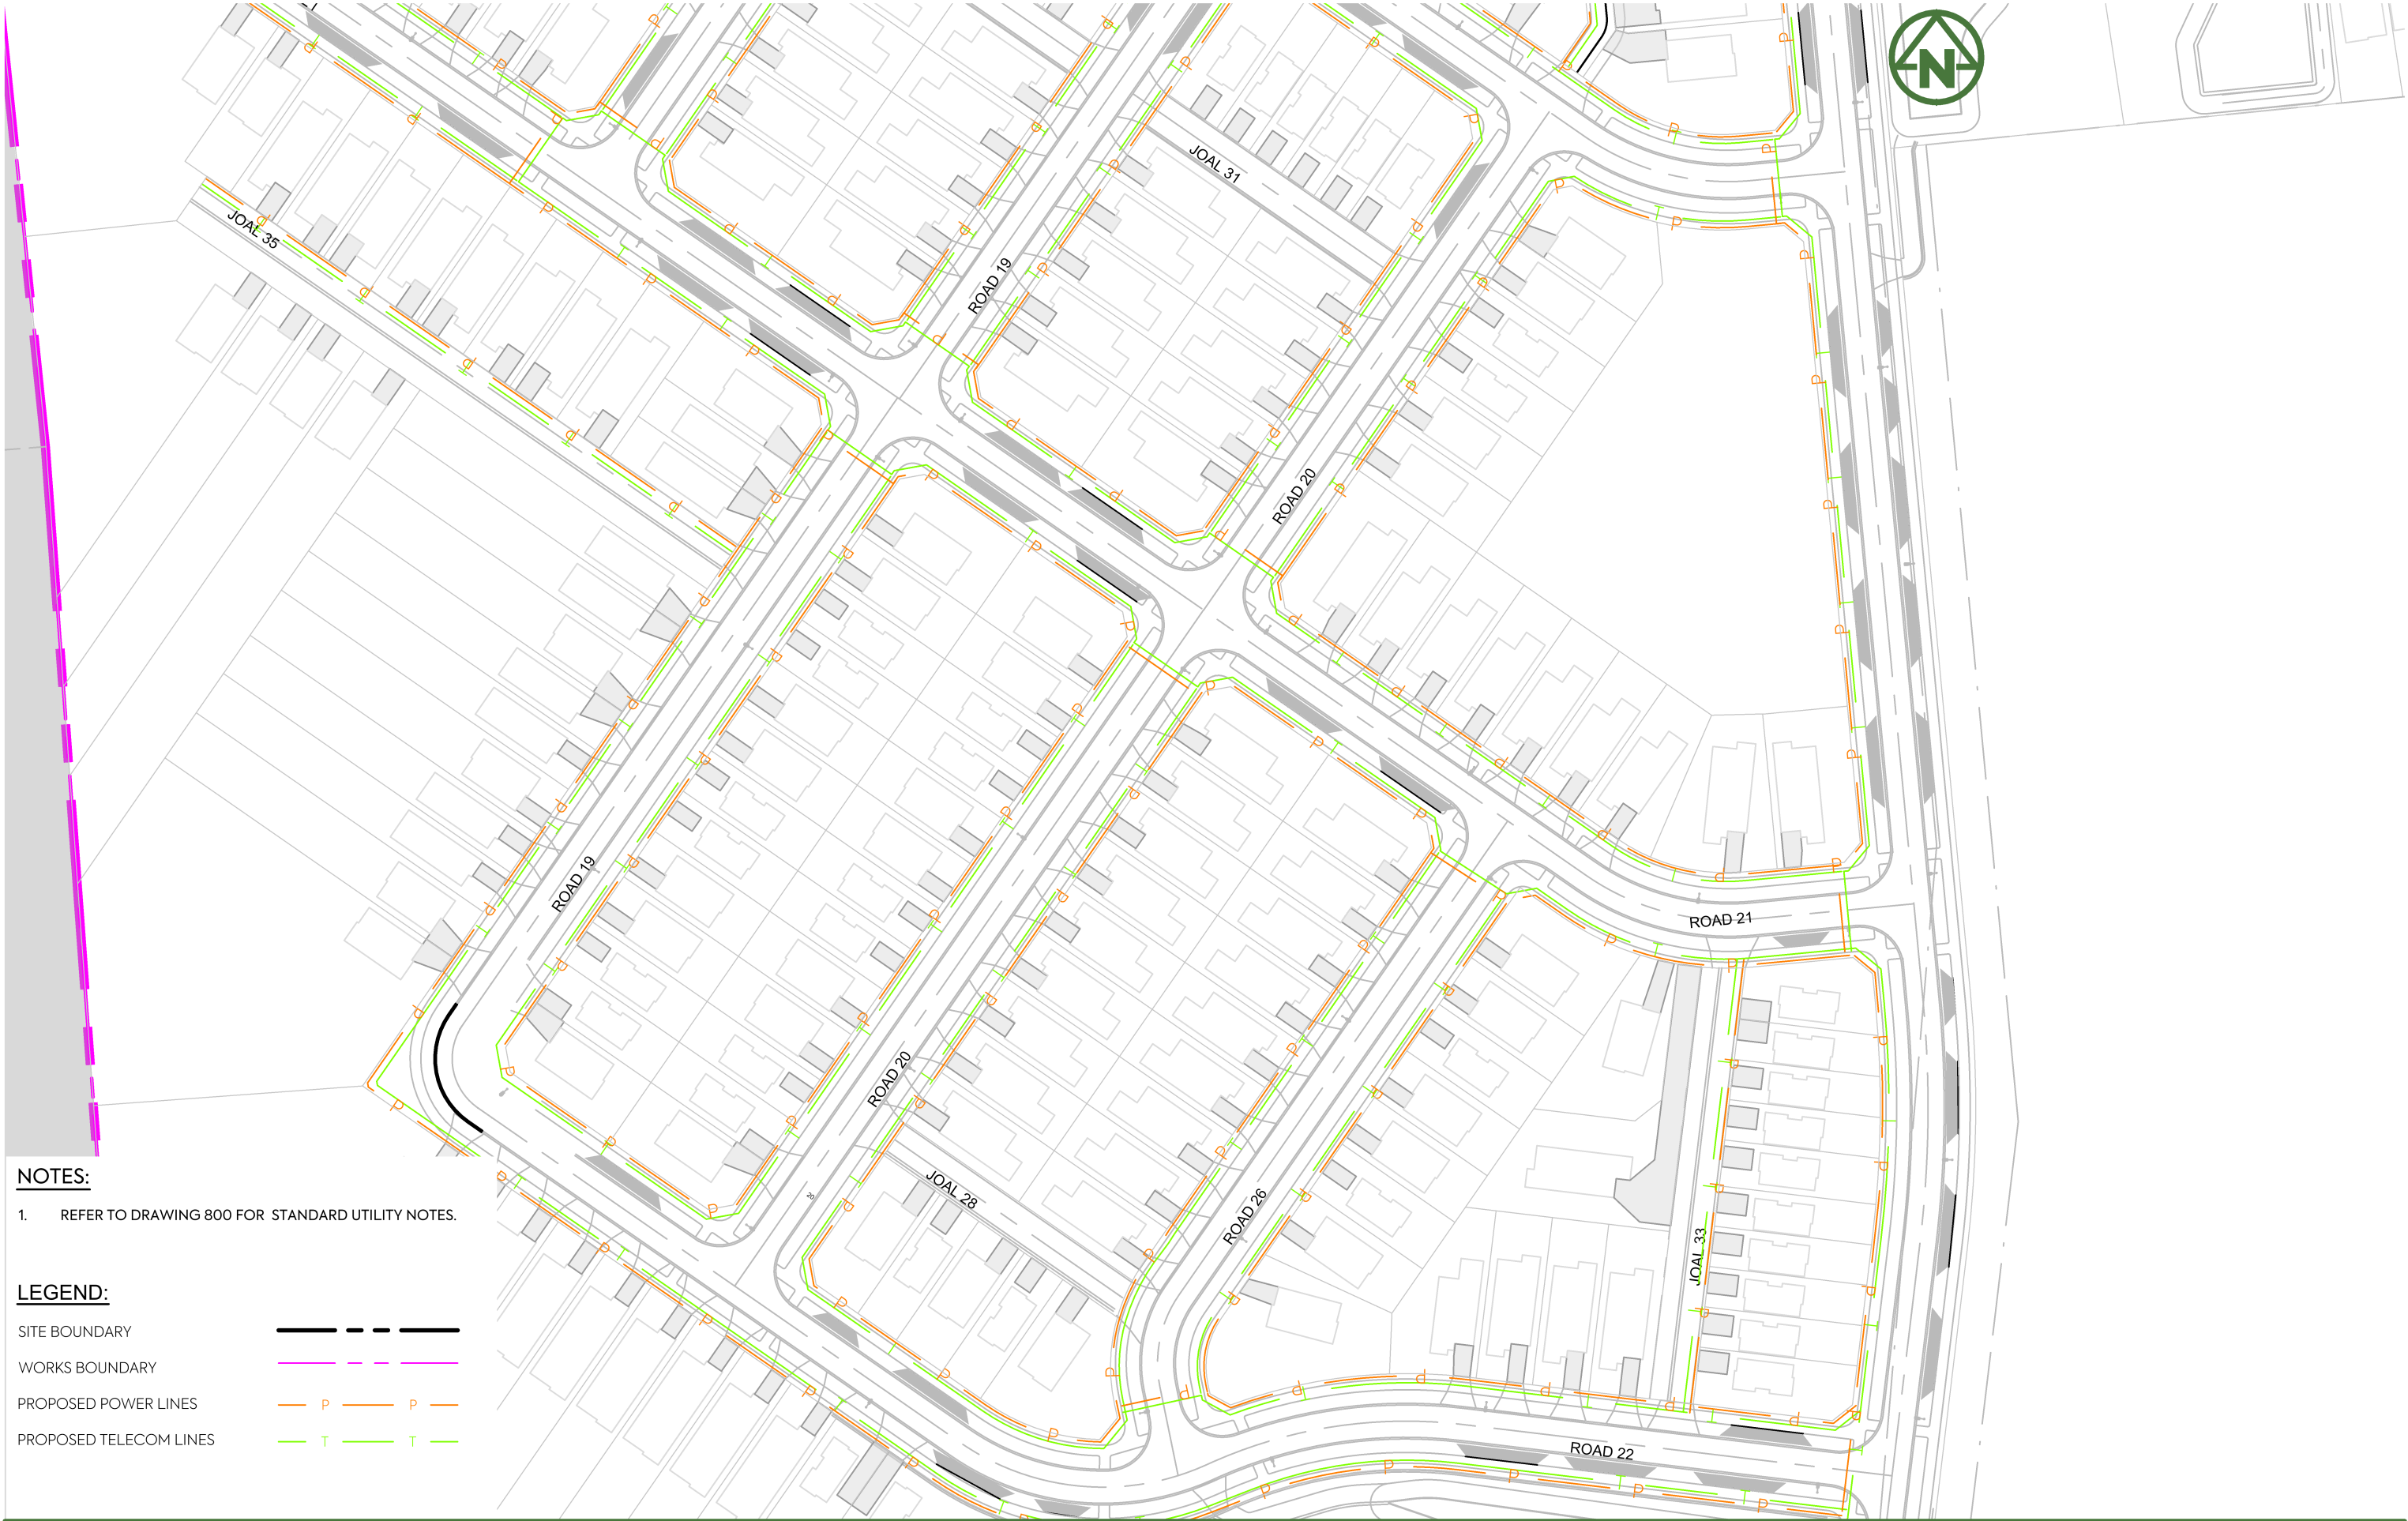 N
JOAL 31
JOAL 35
ROAD 19
ROAD 20
ROAD 19
ROAD 21
ROAD 20
JOAL 28
ROAD 26
20
JOAL 33
ROAD 22
NOTES:
1. REFER TO DRAWING 800 FOR STANDARD UTILITY NOTES.
LEGEND:
SITE BOUNDARY
WORKS BOUNDARY
PROPOSED POWER LINES P P
PROPOSED TELECOM LINES T T